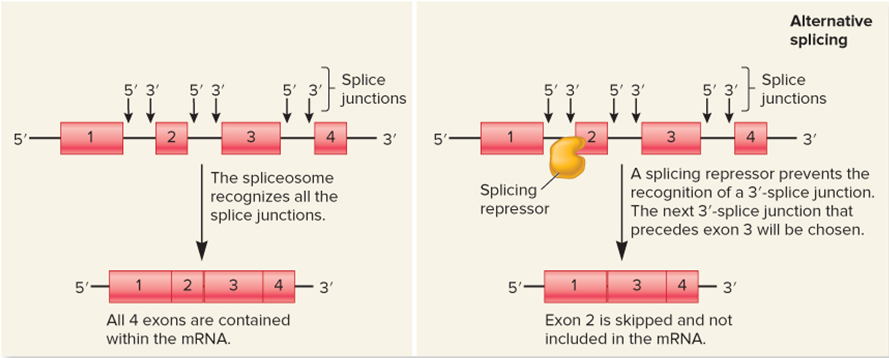 5′ 3′ 5′ 3′ 5′ 3′ Splice
junctions
5′ 1 2 3 4 3′
The spliceosome
recognizes all the
splice junctions.
5′ 1 2 3 4 3′
All 4 exons are contained
within the mRNA.
Alternative
splicing
5′ 3′ 5′ 3′ 5′ 3′ Splice
junctions
5′ 1 2 3 4 3′
Splicing
repressor
A splicing repressor prevents the
recognition of a 3′-splice junction.
The next 3′-splice junction that
precedes exon 3 will be chosen.
5′ 1 3 4 3′
Exon 2 is skipped and not
included in the mRNA.